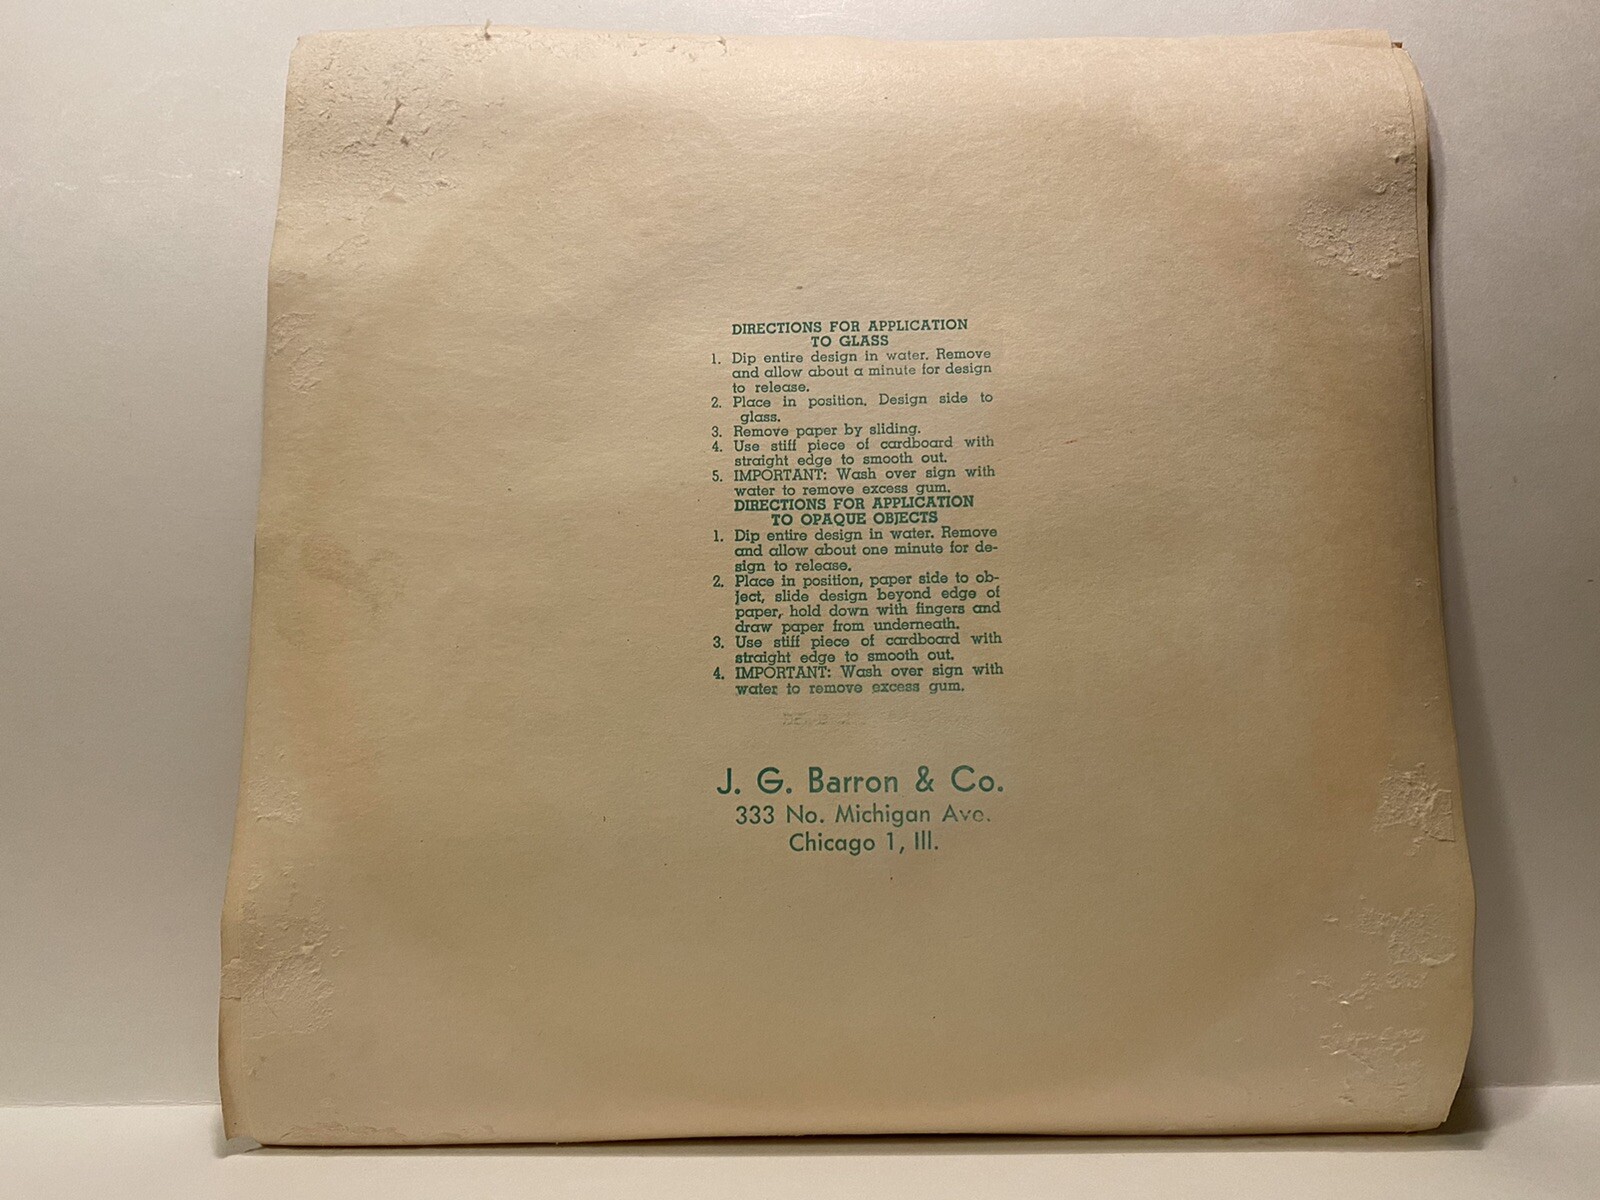 DIRECTIONS FOR APPLICATION
TO GLASS
1. Dip entire design in water. Remove
and allow about a minute for design
to release.
2. Place in position. Design side to
glass.
3. Remove paper by sliding.
4. Use stiff piece of cardboard with
straight edge to smooth out.
5. IMPORTANT: Wash over sign with
water to remove excess gum.
DIRECTIONS FOR APPLICATION
TO OPAQUE OBJECTS
1. Dip entire design in water. Remove
and allow about one minute for de-
sign to release.
2. Place in position, paper side to ob-
ject, slide design beyond edge of
paper, hold down with fingers and
draw paper from underneath.
3. Use stiff piece of cardboard with
straight edge to smooth out.
4. IMPORTANT: Wash over sign with
water to remove excess gum.
J. G. Barron & Co.
333 No. Michigan Ave.
Chicago 1, Ill.